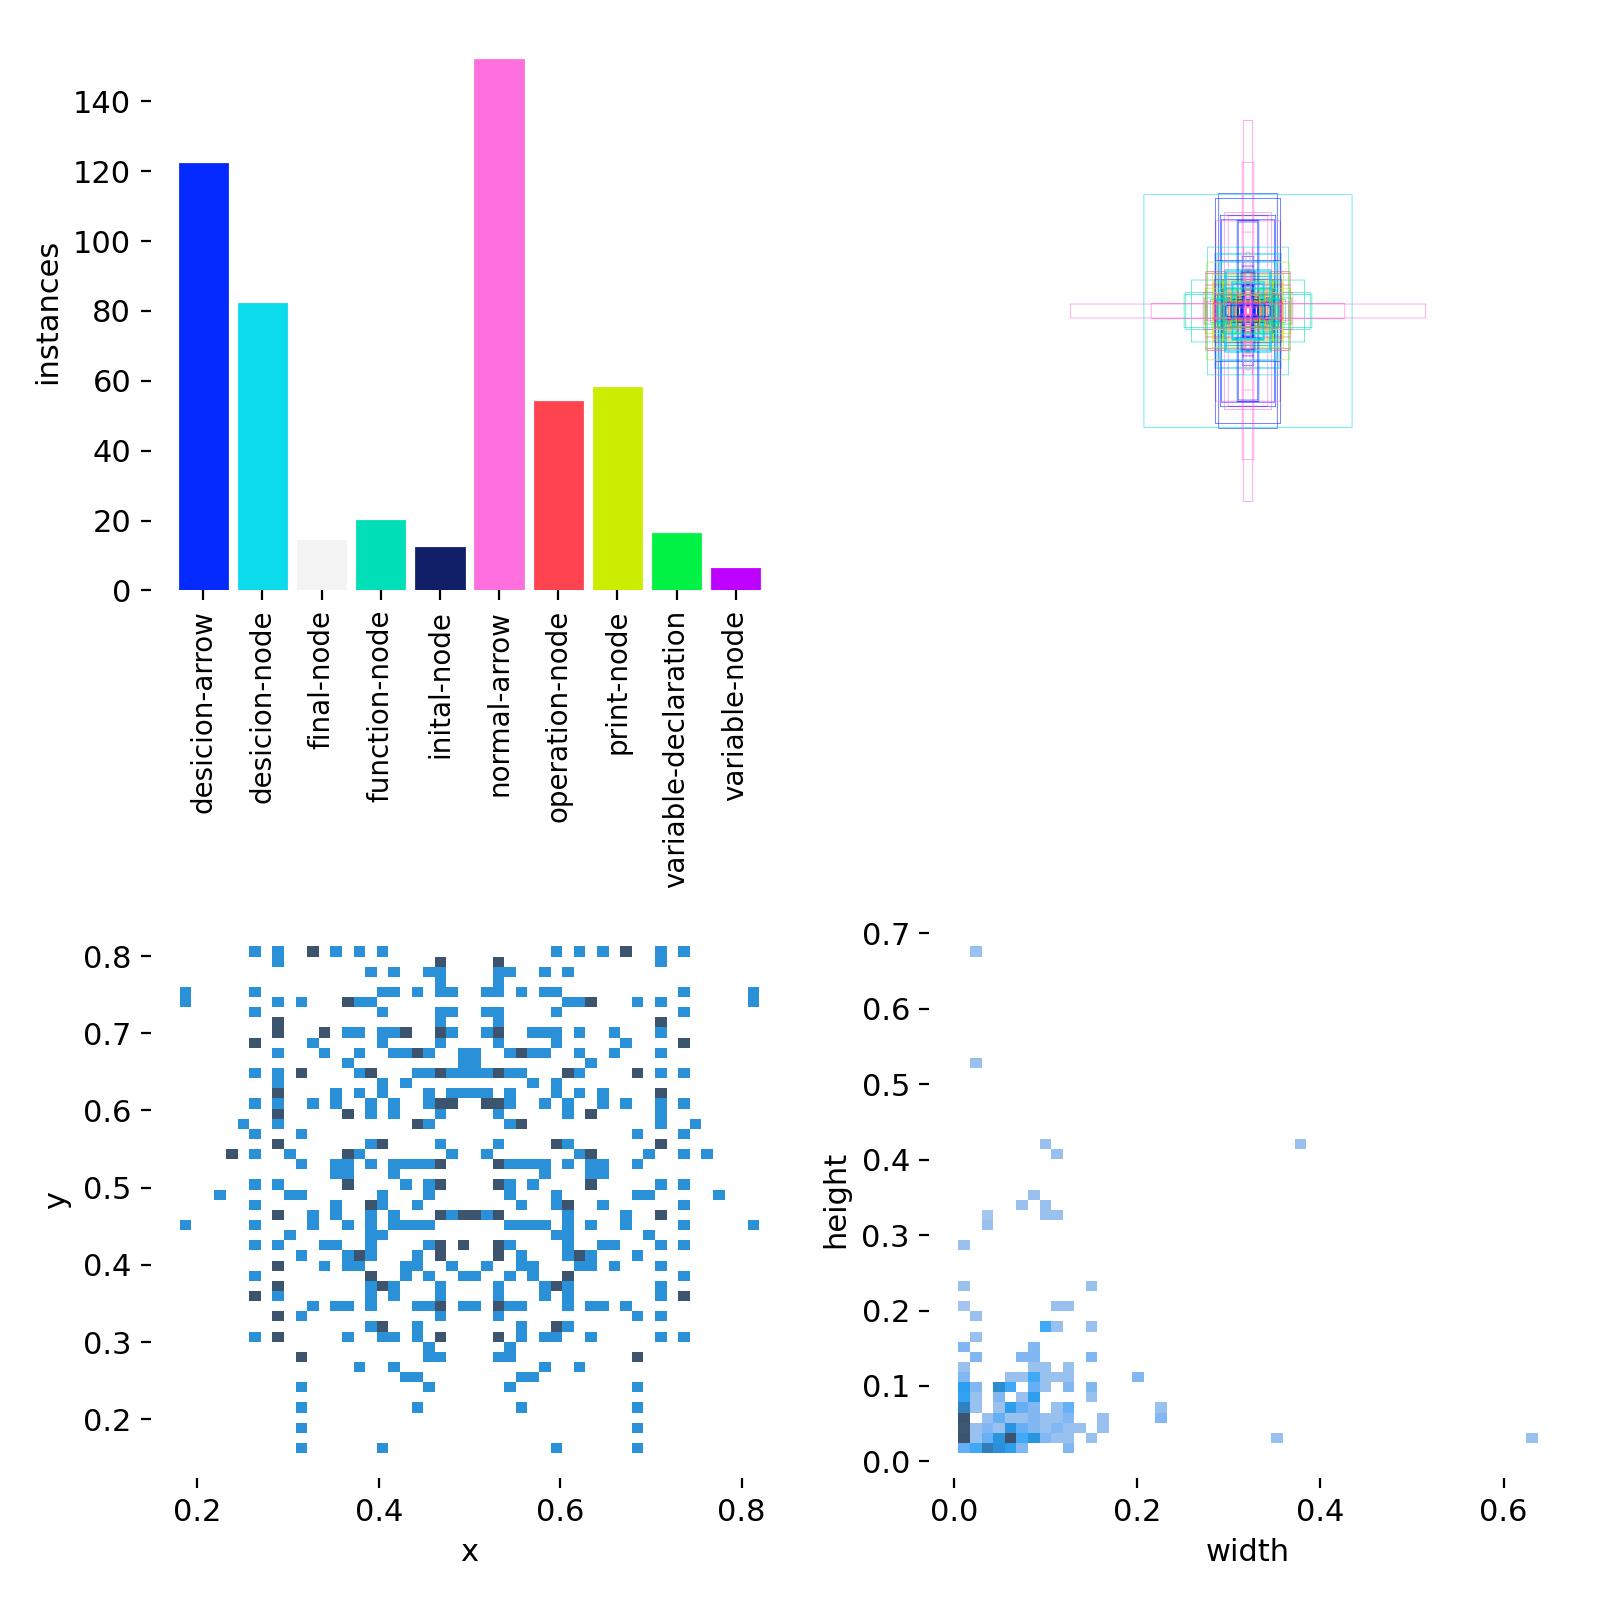 instances
140
120
100
80
60
40
20
0
desicion-arrow
desicion-node
final-node
function-node
inital-node
normal-arrow
operation-node
print-node
variable-declaration
variable-node
y
0.8
0.7
0.6
0.5
0.4
0.3
0.2
0.2 0.4 0.6 0.8
x
height
0.7
0.6
0.5
0.4
0.3
0.2
0.1
0.0
0.0 0.2 0.4 0.6
width